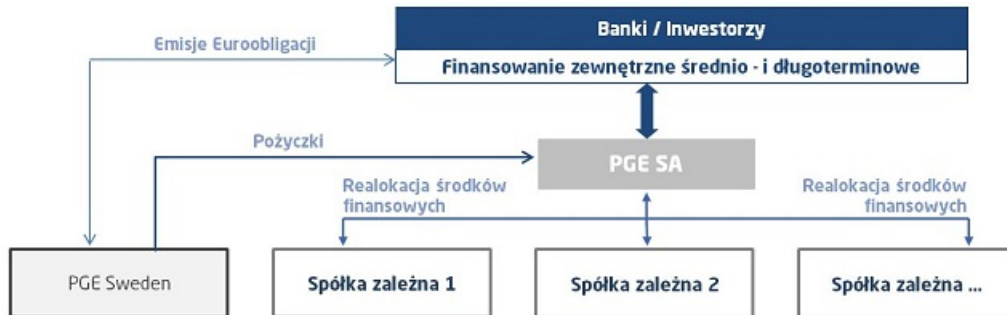 Banki / Inwestorzy
Emisje Euroobligacji
Finansowanie zewnętrzne średnio - i długoterminowe
Pożyczki
PGE SA
Realokacja środków
finansowych
Realokacja środków
finansowych
PGE Sweden
Spółka zależna 1
Spółka zależna 2
Spółka zależna ...